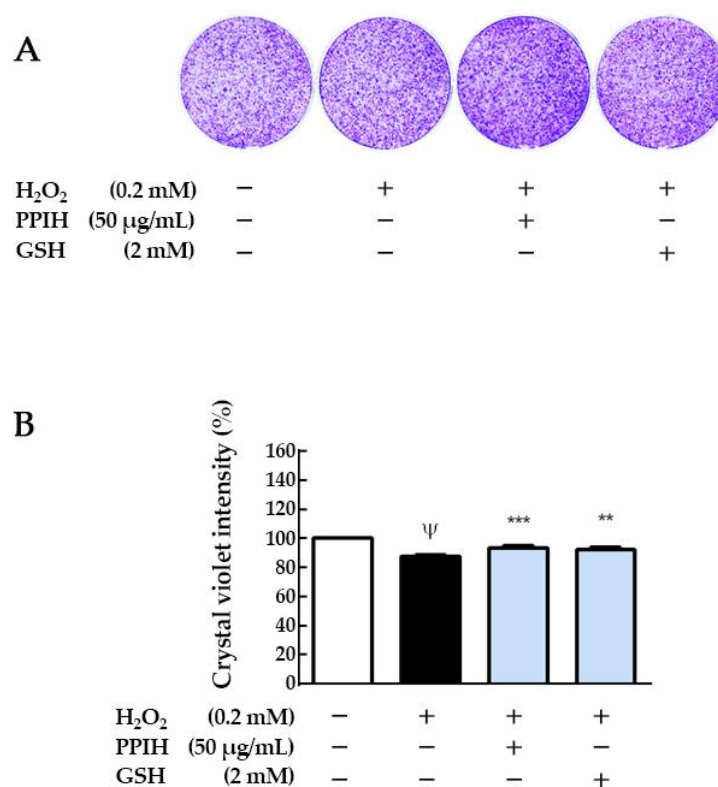 A
H₂O₂ (0.2 mM) − + + +
PPIH (50 μg/mL) − − + −
GSH (2 mM) − − − +
B
Crystal violet intensity (%)
160
140
120
100
80
60
40
20
0
ψ *** **
H₂O₂ (0.2 mM) − + + +
PPIH (50 μg/mL) − − + −
GSH (2 mM) − − − +